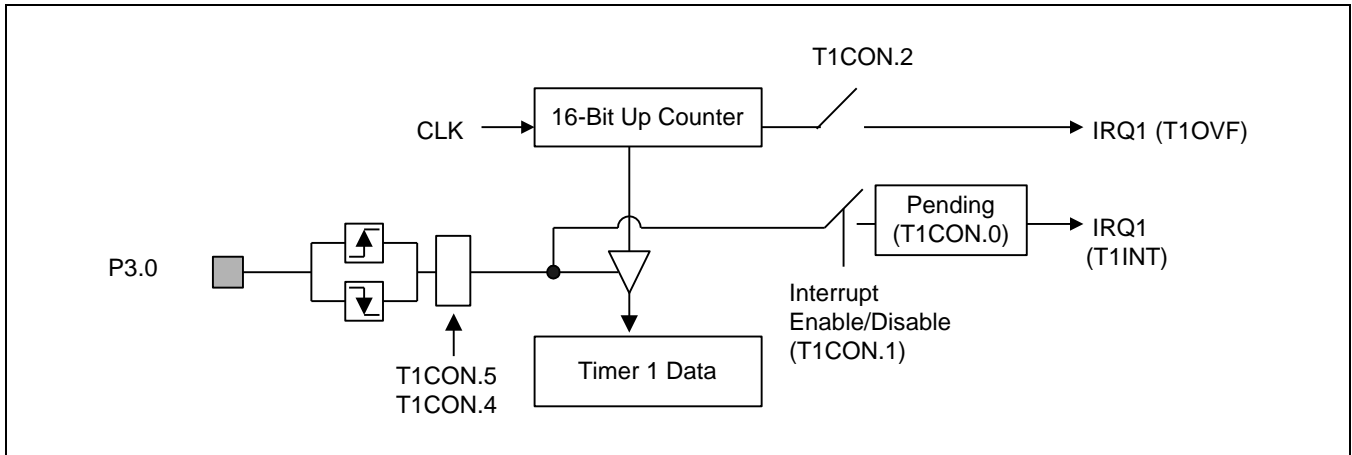 T1CON.2
CLK
16-Bit Up Counter
IRQ1 (T1OVF)
P3.0
Pending
(T1CON.0)
IRQ1
(T1INT)
Interrupt
Enable/Disable
(T1CON.1)
T1CON.5
T1CON.4
Timer 1 Data